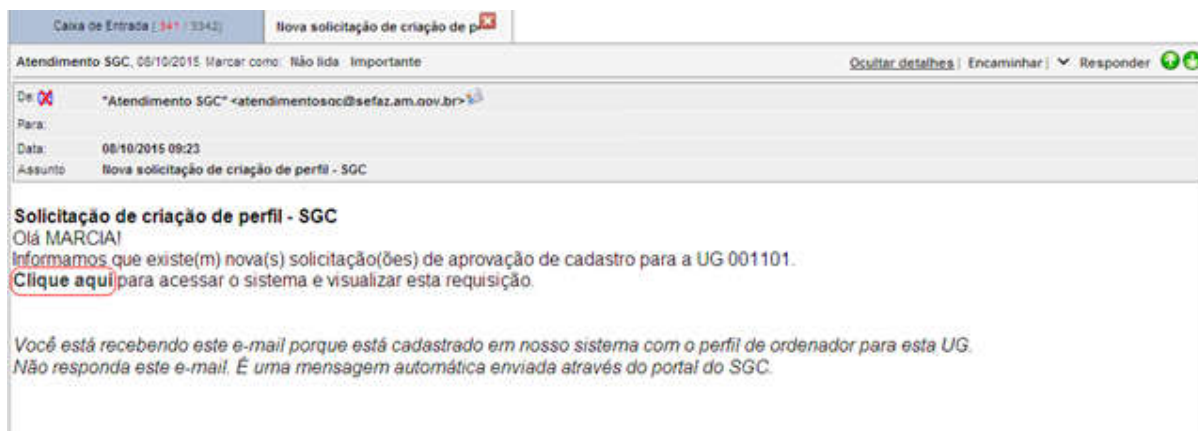 Caixa de Entrada ( 341 / 3342)
Nova solicitação de criação de p
Atendimento SGC, 08/10/2015 Marcar como: Não lida Importante
Ocultar detalhes | Encaminhar | Responder
De: "Atendimento SGC" <atendimentosgc@sefaz.am.gov.br>
Para:
Data: 08/10/2015 09:23
Assunto Nova solicitação de criação de perfil - SGC
Solicitação de criação de perfil - SGC
Olá MARCIA!
Informamos que existe(m) nova(s) solicitação(ões) de aprovação de cadastro para a UG 001101.
Clique aqui para acessar o sistema e visualizar esta requisição.
Você está recebendo este e-mail porque está cadastrado em nosso sistema com o perfil de ordenador para esta UG.
Não responda este e-mail. É uma mensagem automática enviada através do portal do SGC.